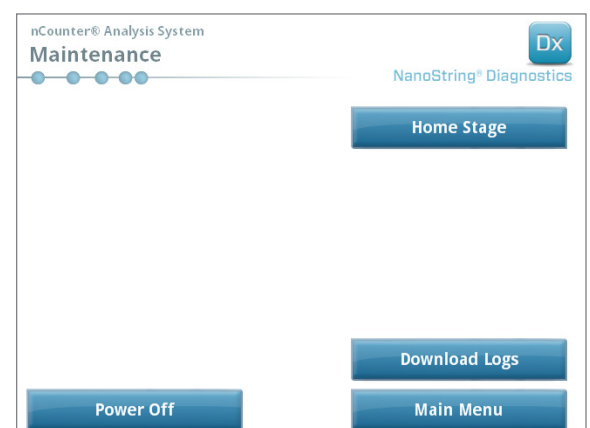 nCounter® Analysis System
Maintenance
Dx
NanoString® Diagnostics
Home Stage
Download Logs
Power Off
Main Menu